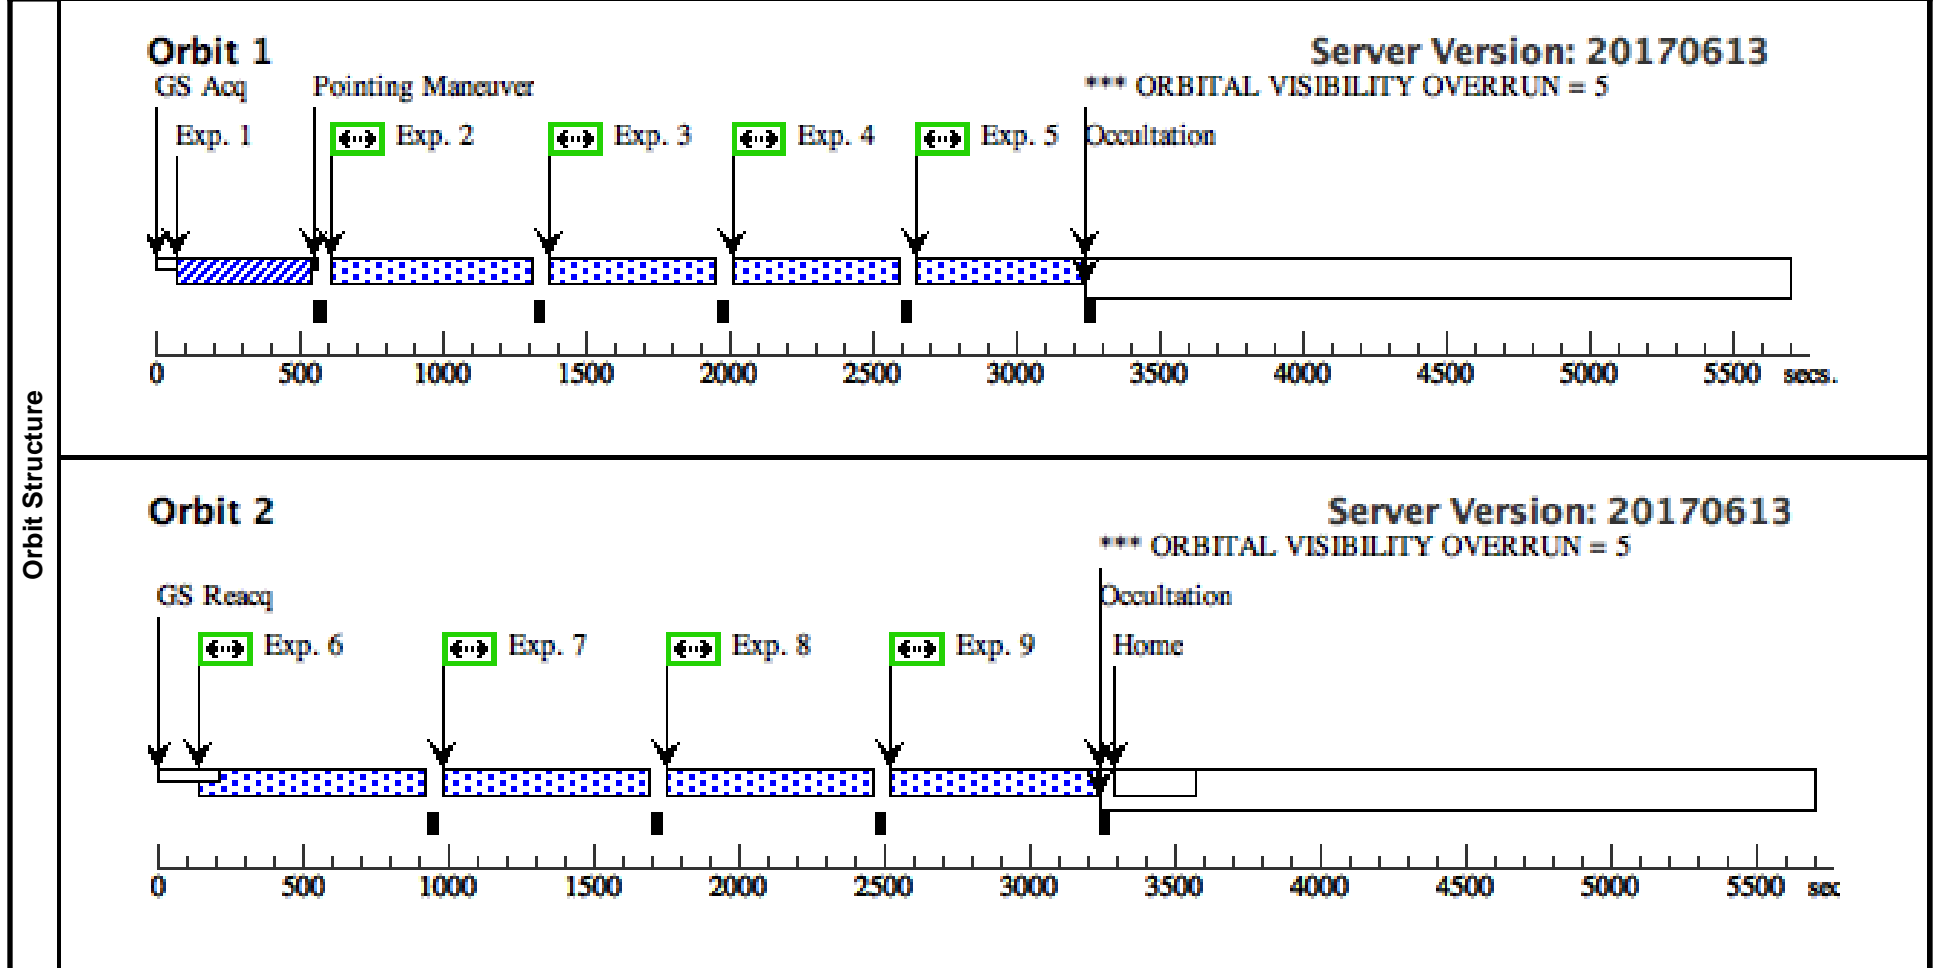 Orbit Structure
Orbit 1 Server Version: 20170613
GS Acq Pointing Maneuver *** ORBITAL VISIBILITY OVERRUN = 5
Exp. 1 Exp. 2 Exp. 3 Exp. 4 Exp. 5 Occultation
0 500 1000 1500 2000 2500 3000 3500 4000 4500 5000 5500 secs.
Orbit 2 Server Version: 20170613
*** ORBITAL VISIBILITY OVERRUN = 5
GS Reacq Occultation
Exp. 6 Exp. 7 Exp. 8 Exp. 9 Home
0 500 1000 1500 2000 2500 3000 3500 4000 4500 5000 5500 sec